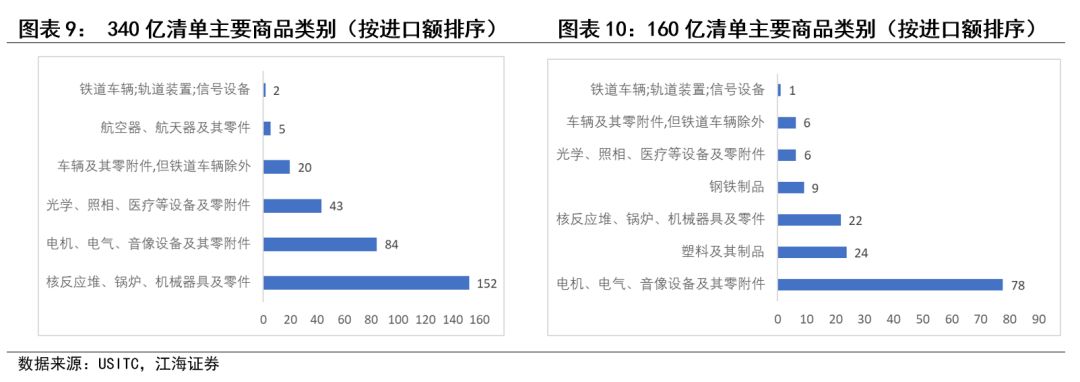 图表 9： 340 亿清单主要商品类别（按进口额排序）
铁道车辆;轨道装置;信号设备 2
航空器、航天器及其零件 5
车辆及其零附件,但铁道车辆除外 20
光学、照相、医疗等设备及零附件 43
电机、电气、音像设备及其零附件 84
核反应堆、锅炉、机械器具及零件 152
0 20 40 60 80 100 120 140 160
图表 10：160 亿清单主要商品类别（按进口额排序）
铁道车辆;轨道装置;信号设备 1
车辆及其零附件,但铁道车辆除外 6
光学、照相、医疗等设备及零附件 6
钢铁制品 9
核反应堆、锅炉、机械器具及零件 22
塑料及其制品 24
电机、电气、音像设备及其零附件 78
0 10 20 30 40 50 60 70 80 90
数据来源：USITC，江海证券